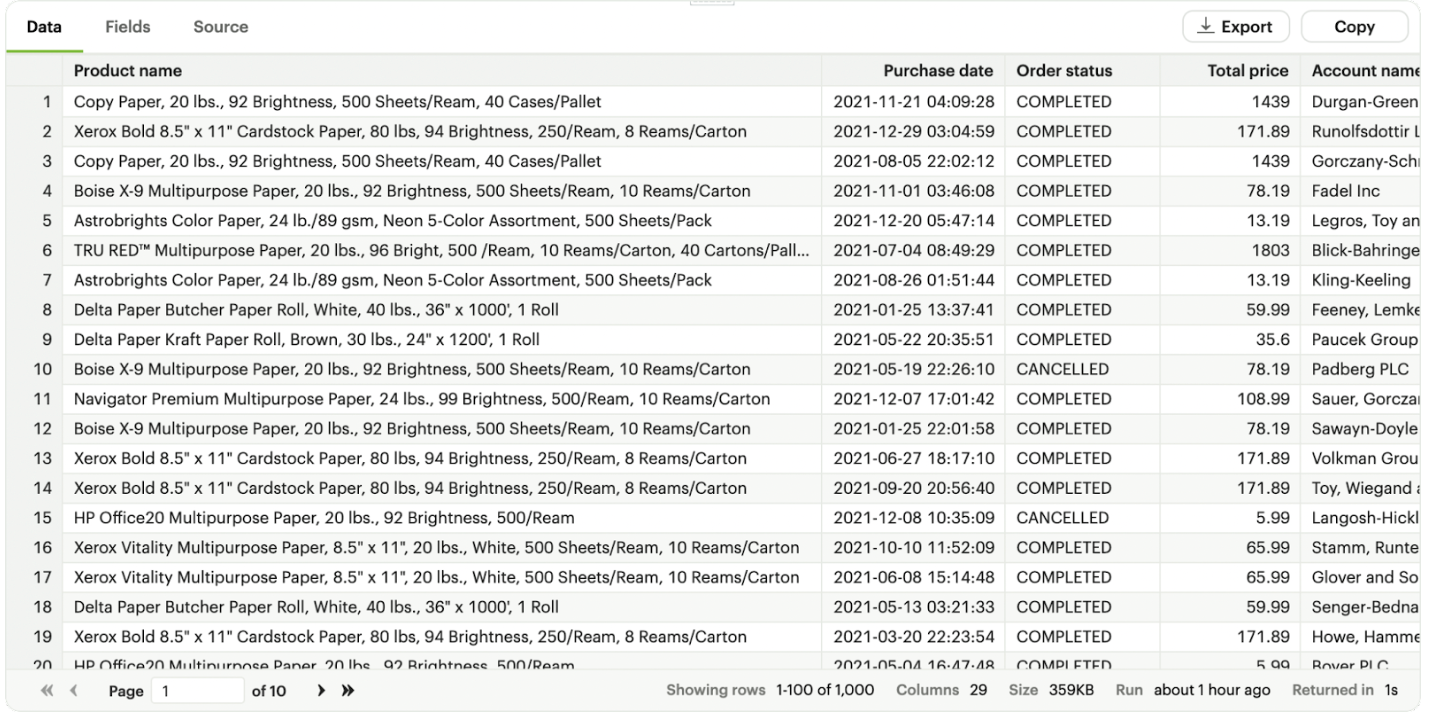 Data Fields Source Export Copy
Product name Purchase date Order status Total price Account name
1 Copy Paper, 20 lbs., 92 Brightness, 500 Sheets/Ream, 40 Cases/Pallet 2021-11-21 04:09:28 COMPLETED 1439 Durgan-Green
2 Xerox Bold 8.5" x 11" Cardstock Paper, 80 lbs, 94 Brightness, 250/Ream, 8 Reams/Carton 2021-12-29 03:04:59 COMPLETED 171.89 Runolfsdottir L
3 Copy Paper, 20 lbs., 92 Brightness, 500 Sheets/Ream, 40 Cases/Pallet 2021-08-05 22:02:12 COMPLETED 1439 Gorczany-Sch
4 Boise X-9 Multipurpose Paper, 20 lbs., 92 Brightness, 500 Sheets/Ream, 10 Reams/Carton 2021-11-01 03:46:08 COMPLETED 78.19 Fadel Inc
5 Astrobrights Color Paper, 24 lb./89 gsm, Neon 5-Color Assortment, 500 Sheets/Pack 2021-12-20 05:47:14 COMPLETED 13.19 Legros, Toy an
6 TRU RED™ Multipurpose Paper, 20 lbs., 96 Bright, 500 /Ream, 10 Reams/Carton, 40 Cartons/Pall... 2021-07-04 08:49:29 COMPLETED 1803 Blick-Bahringe
7 Astrobrights Color Paper, 24 lb./89 gsm, Neon 5-Color Assortment, 500 Sheets/Pack 2021-08-26 01:51:44 COMPLETED 13.19 Kling-Keeling
8 Delta Paper Butcher Paper Roll, White, 40 lbs., 36" x 1000', 1 Roll 2021-01-25 13:37:41 COMPLETED 59.99 Feeney, Lemke
9 Delta Paper Kraft Paper Roll, Brown, 30 lbs., 24" x 1200', 1 Roll 2021-05-22 20:35:51 COMPLETED 35.6 Paucek Group
10 Boise X-9 Multipurpose Paper, 20 lbs., 92 Brightness, 500 Sheets/Ream, 10 Reams/Carton 2021-05-19 22:26:10 CANCELLED 78.19 Padberg PLC
11 Navigator Premium Multipurpose Paper, 24 lbs., 99 Brightness, 500/Ream, 10 Reams/Carton 2021-12-07 17:01:42 COMPLETED 108.99 Sauer, Gorcza
12 Boise X-9 Multipurpose Paper, 20 lbs., 92 Brightness, 500 Sheets/Ream, 10 Reams/Carton 2021-01-25 22:01:58 COMPLETED 78.19 Sawayn-Doyle
13 Xerox Bold 8.5" x 11" Cardstock Paper, 80 lbs, 94 Brightness, 250/Ream, 8 Reams/Carton 2021-06-27 18:17:10 COMPLETED 171.89 Volkman Grou
14 Xerox Bold 8.5" x 11" Cardstock Paper, 80 lbs, 94 Brightness, 250/Ream, 8 Reams/Carton 2021-09-20 20:56:40 COMPLETED 171.89 Toy, Wiegand a
15 HP Office20 Multipurpose Paper, 20 lbs., 92 Brightness, 500/Ream 2021-12-08 10:35:09 CANCELLED 5.99 Langosh-Hickl
16 Xerox Vitality Multipurpose Paper, 8.5" x 11", 20 lbs., White, 500 Sheets/Ream, 10 Reams/Carton 2021-10-10 11:52:09 COMPLETED 65.99 Stamm, Runte
17 Xerox Vitality Multipurpose Paper, 8.5" x 11", 20 lbs., White, 500 Sheets/Ream, 10 Reams/Carton 2021-06-08 15:14:48 COMPLETED 65.99 Glover and So
18 Delta Paper Butcher Paper Roll, White, 40 lbs., 36" x 1000', 1 Roll 2021-05-13 03:21:33 COMPLETED 59.99 Senger-Bedna
19 Xerox Bold 8.5" x 11" Cardstock Paper, 80 lbs, 94 Brightness, 250/Ream, 8 Reams/Carton 2021-03-20 22:23:54 COMPLETED 171.89 Howe, Hamme
20 HP Office20 Multipurpose Paper, 20 lbs., 92 Brightness, 500/Ream 2021-05-04 16:47:48 COMPLETED 5.99 Boyer PLC
Page 1 of 10 Showing rows 1-100 of 1,000 Columns 29 Size 359KB Run about 1 hour ago Returned in 1s